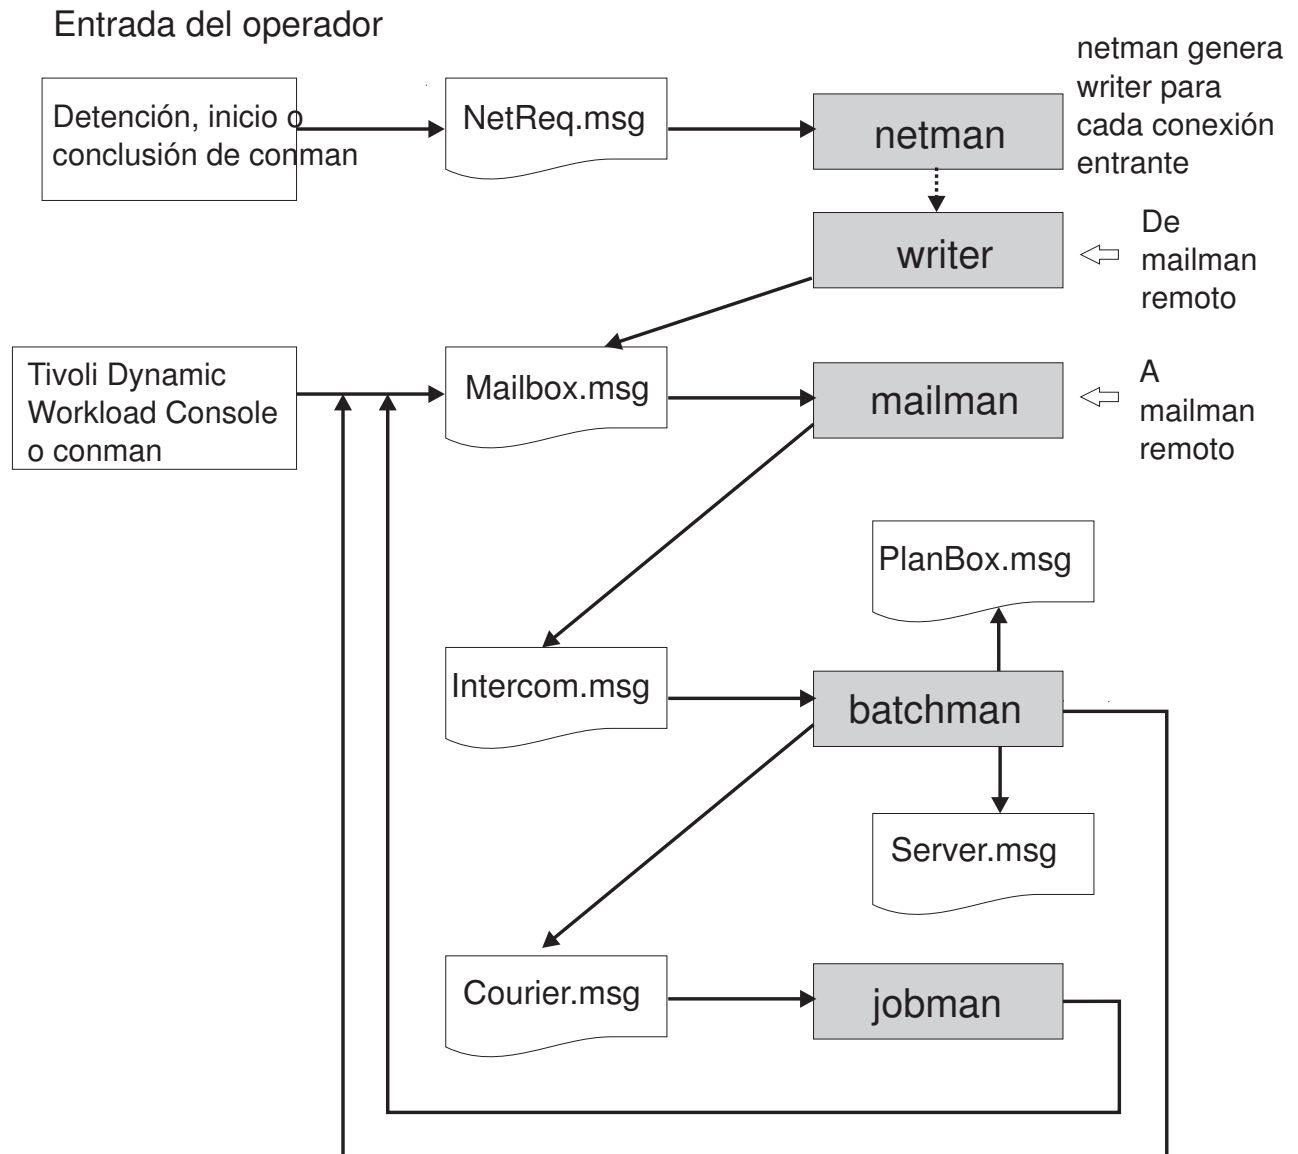 Entrada del operador
netman genera
writer para
cada conexión
entrante
Detención, inicio o
conclusión de conman
NetReq.msg
netman
writer
De
mailman
remoto
Tivoli Dynamic
Workload Console
o conman
Mailbox.msg
mailman
A
mailman
remoto
PlanBox.msg
Intercom.msg
batchman
Server.msg
Courier.msg
jobman